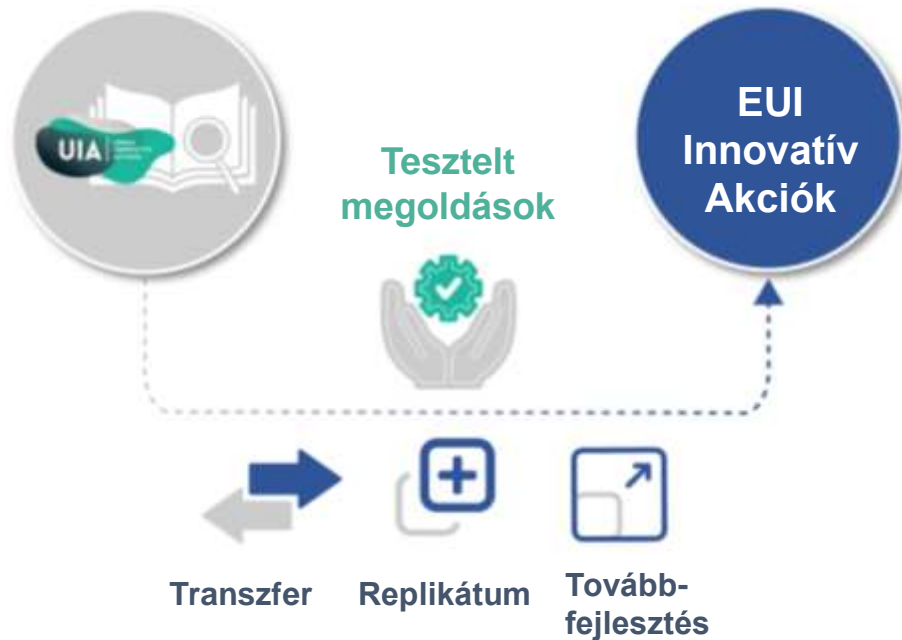 UIA
Tesztelt
megoldások
EUI
Innovatív
Akciók
Transzfer
Replikátum
Tovább-
fejlesztés